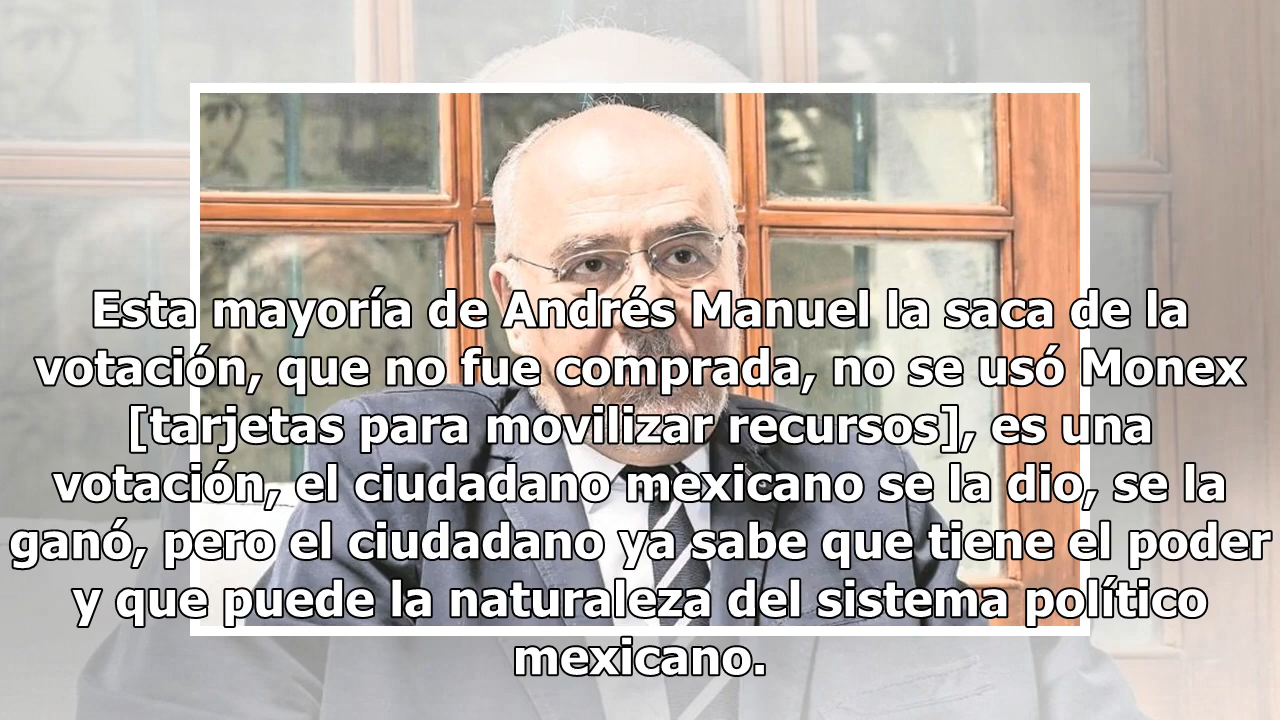 Esta mayoría de Andrés Manuel la saca de la
votación, que no fue comprada, no se usó Monex
[tarjetas para movilizar recursos], es una
votación, el ciudadano mexicano se la dio, se la
ganó, pero el ciudadano ya sabe que tiene el poder
y que puede la naturaleza del sistema político
mexicano.